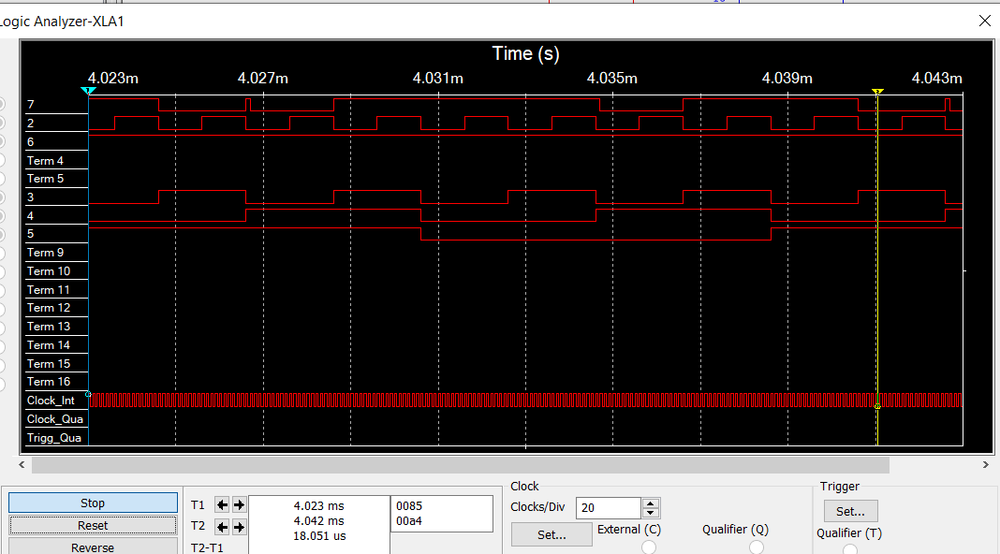 Logic Analyzer-XLA1
Time (s)
4.023m 4.027m 4.031m 4.035m 4.039m 4.043m
7
2
6
Term 4
Term 5
3
4
5
Term 9
Term 10
Term 11
Term 12
Term 13
Term 14
Term 15
Term 16
Clock_Int
Clock_Qua
Trigg_Qua
Stop
Reset
Reverse
T1 4.023 ms 0085
T2 4.042 ms 00a4
T2-T1 18.051 us
Clock
Clocks/Div 20
Set... External (C) Qualifier (Q)
Trigger
Set...
Qualifier (T)